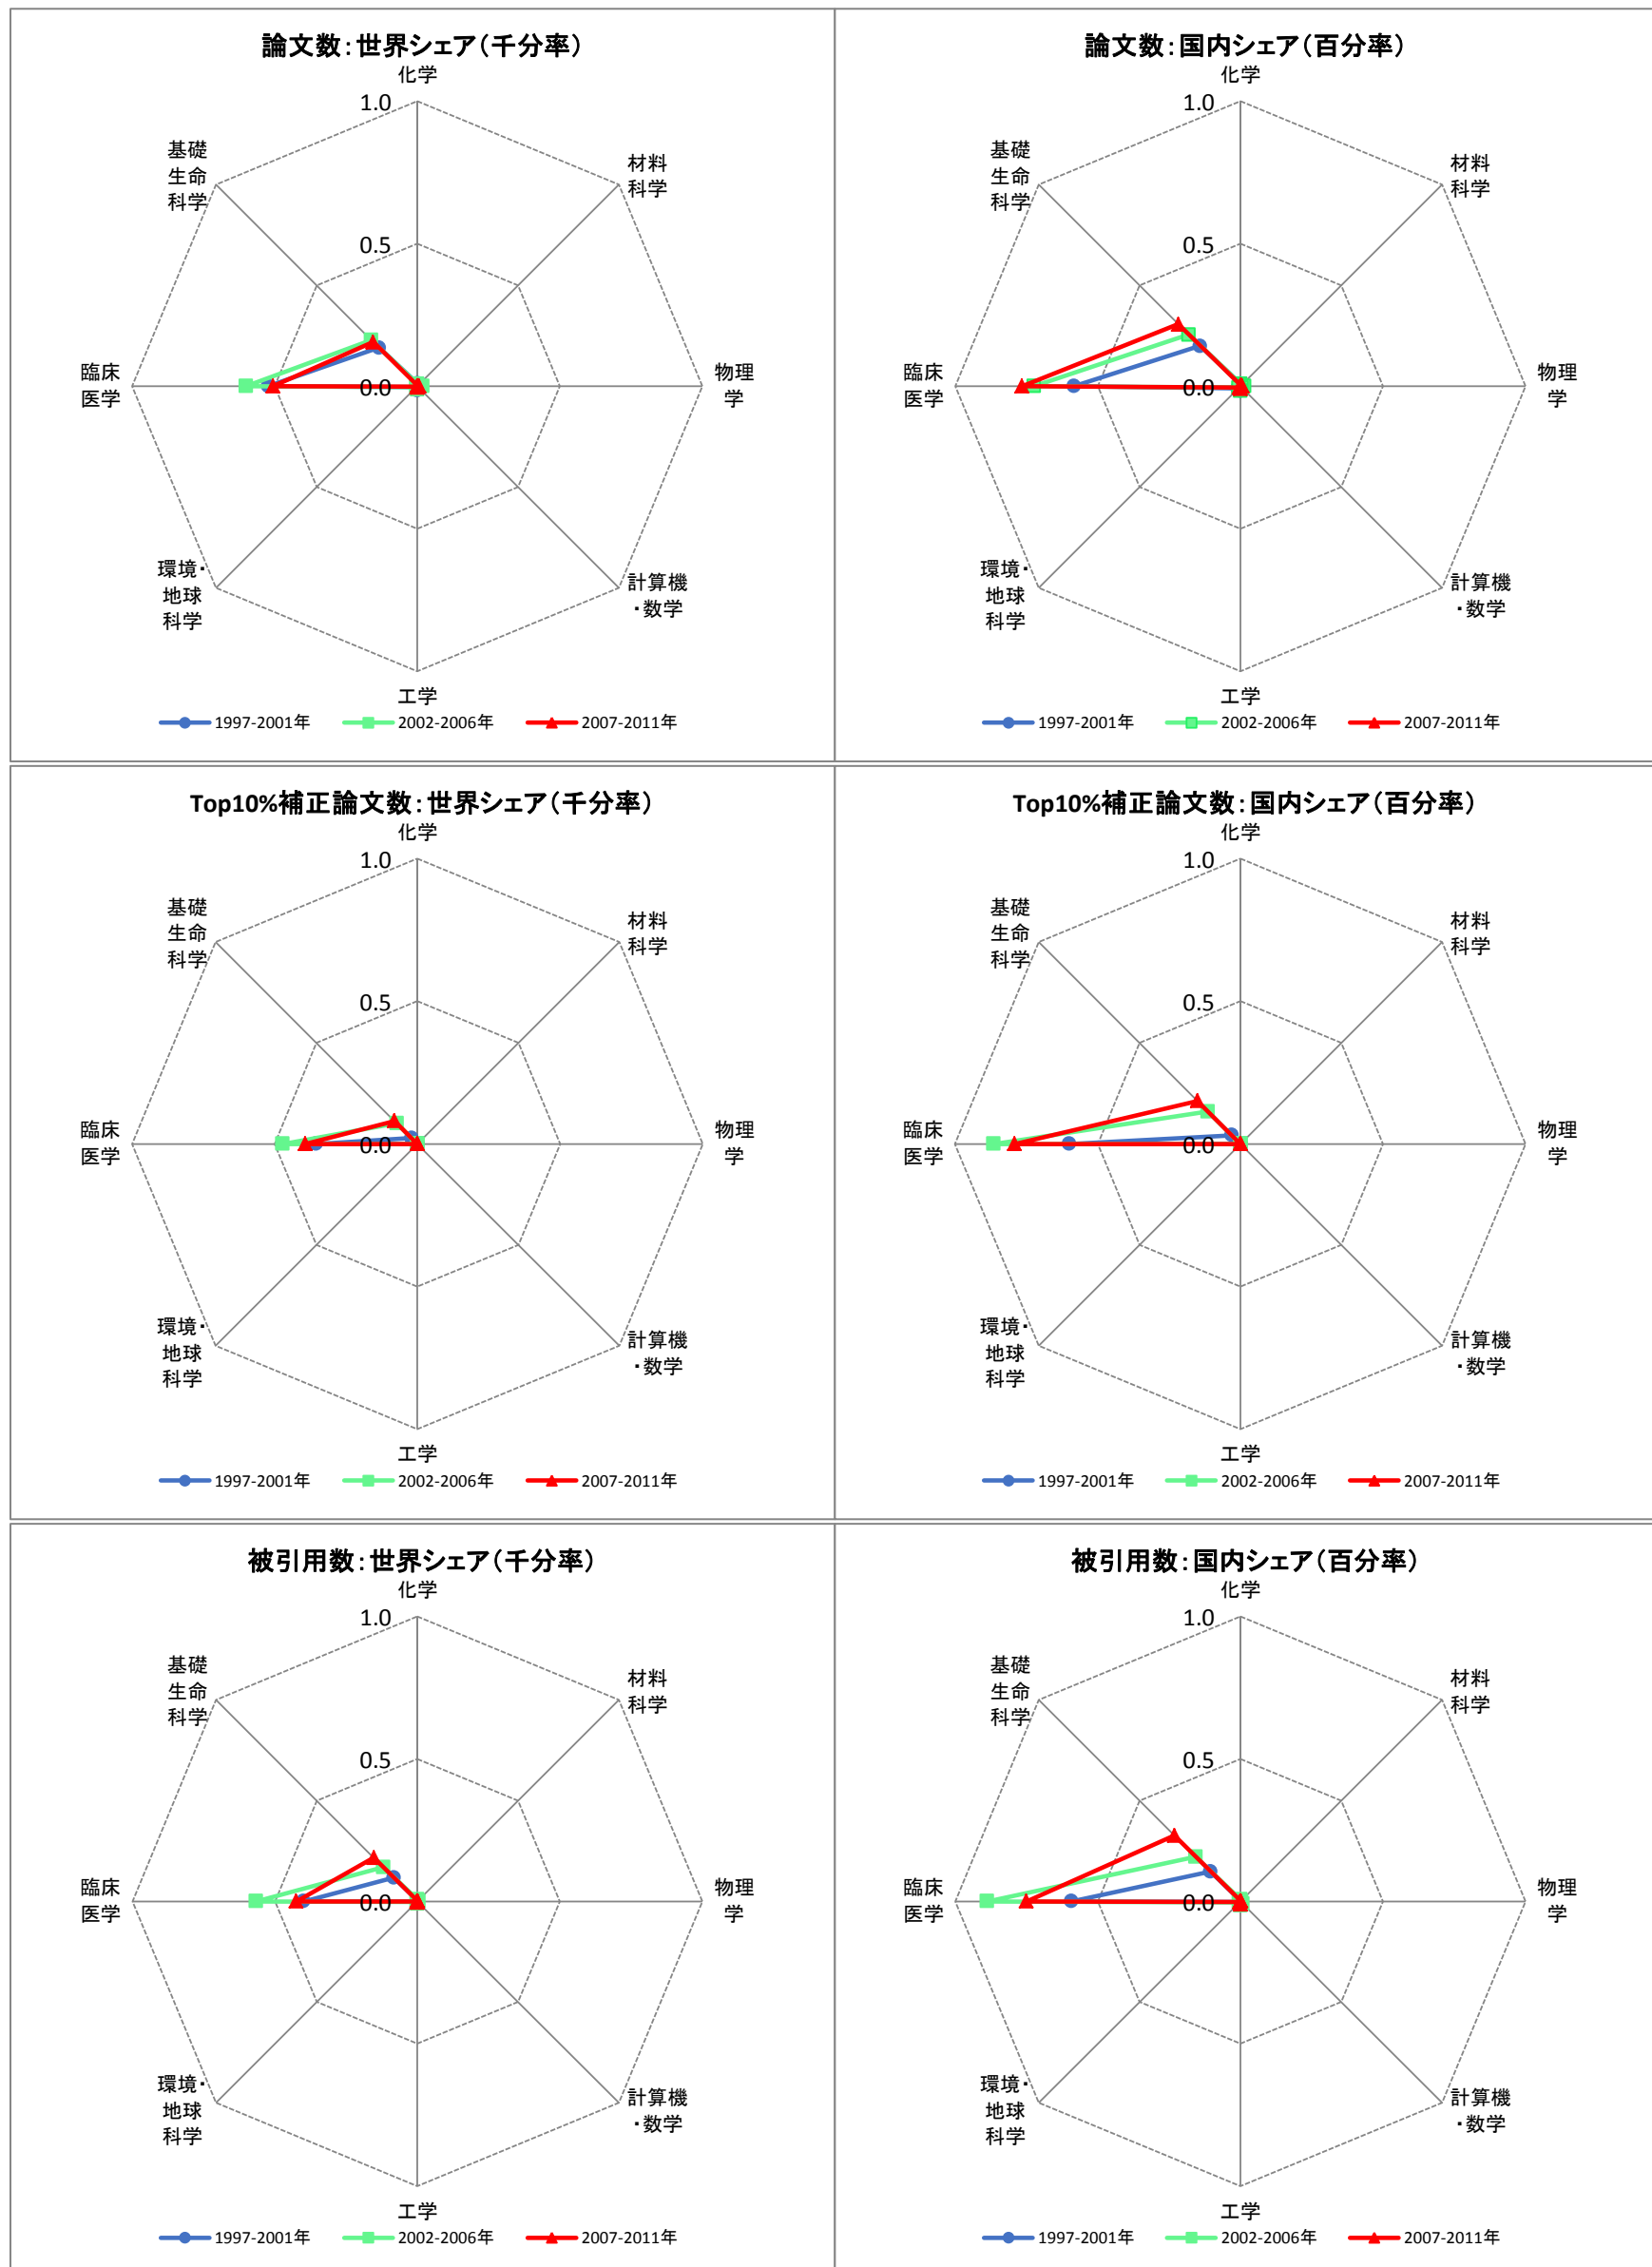 論文数：世界シェア（千分率）
化学
1.0
基礎
生命
科学
材料
科学
0.5
臨床
医学
0.0
物理
学
環境・
地球
科学
計算機
・数学
工学
1997-2001年 2002-2006年 2007-2011年
論文数：国内シェア（百分率）
化学
1.0
基礎
生命
科学
材料
科学
0.5
臨床
医学
0.0
物理
学
環境・
地球
科学
計算機
・数学
工学
1997-2001年 2002-2006年 2007-2011年
Top10%補正論文数：世界シェア（千分率）
化学
1.0
基礎
生命
科学
材料
科学
0.5
臨床
医学
0.0
物理
学
環境・
地球
科学
計算機
・数学
工学
1997-2001年 2002-2006年 2007-2011年
Top10%補正論文数：国内シェア（百分率）
化学
1.0
基礎
生命
科学
材料
科学
0.5
臨床
医学
0.0
物理
学
環境・
地球
科学
計算機
・数学
工学
1997-2001年 2002-2006年 2007-2011年
被引用数：世界シェア（千分率）
化学
1.0
基礎
生命
科学
材料
科学
0.5
臨床
医学
0.0
物理
学
環境・
地球
科学
計算機
・数学
工学
1997-2001年 2002-2006年 2007-2011年
被引用数：国内シェア（百分率）
化学
1.0
基礎
生命
科学
材料
科学
0.5
臨床
医学
0.0
物理
学
環境・
地球
科学
計算機
・数学
工学
1997-2001年 2002-2006年 2007-2011年